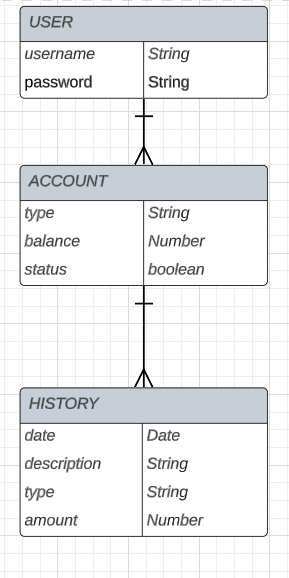 USER
username String
password String
ACCOUNT
type String
balance Number
status boolean
HISTORY
date Date
description String
type String
amount Number